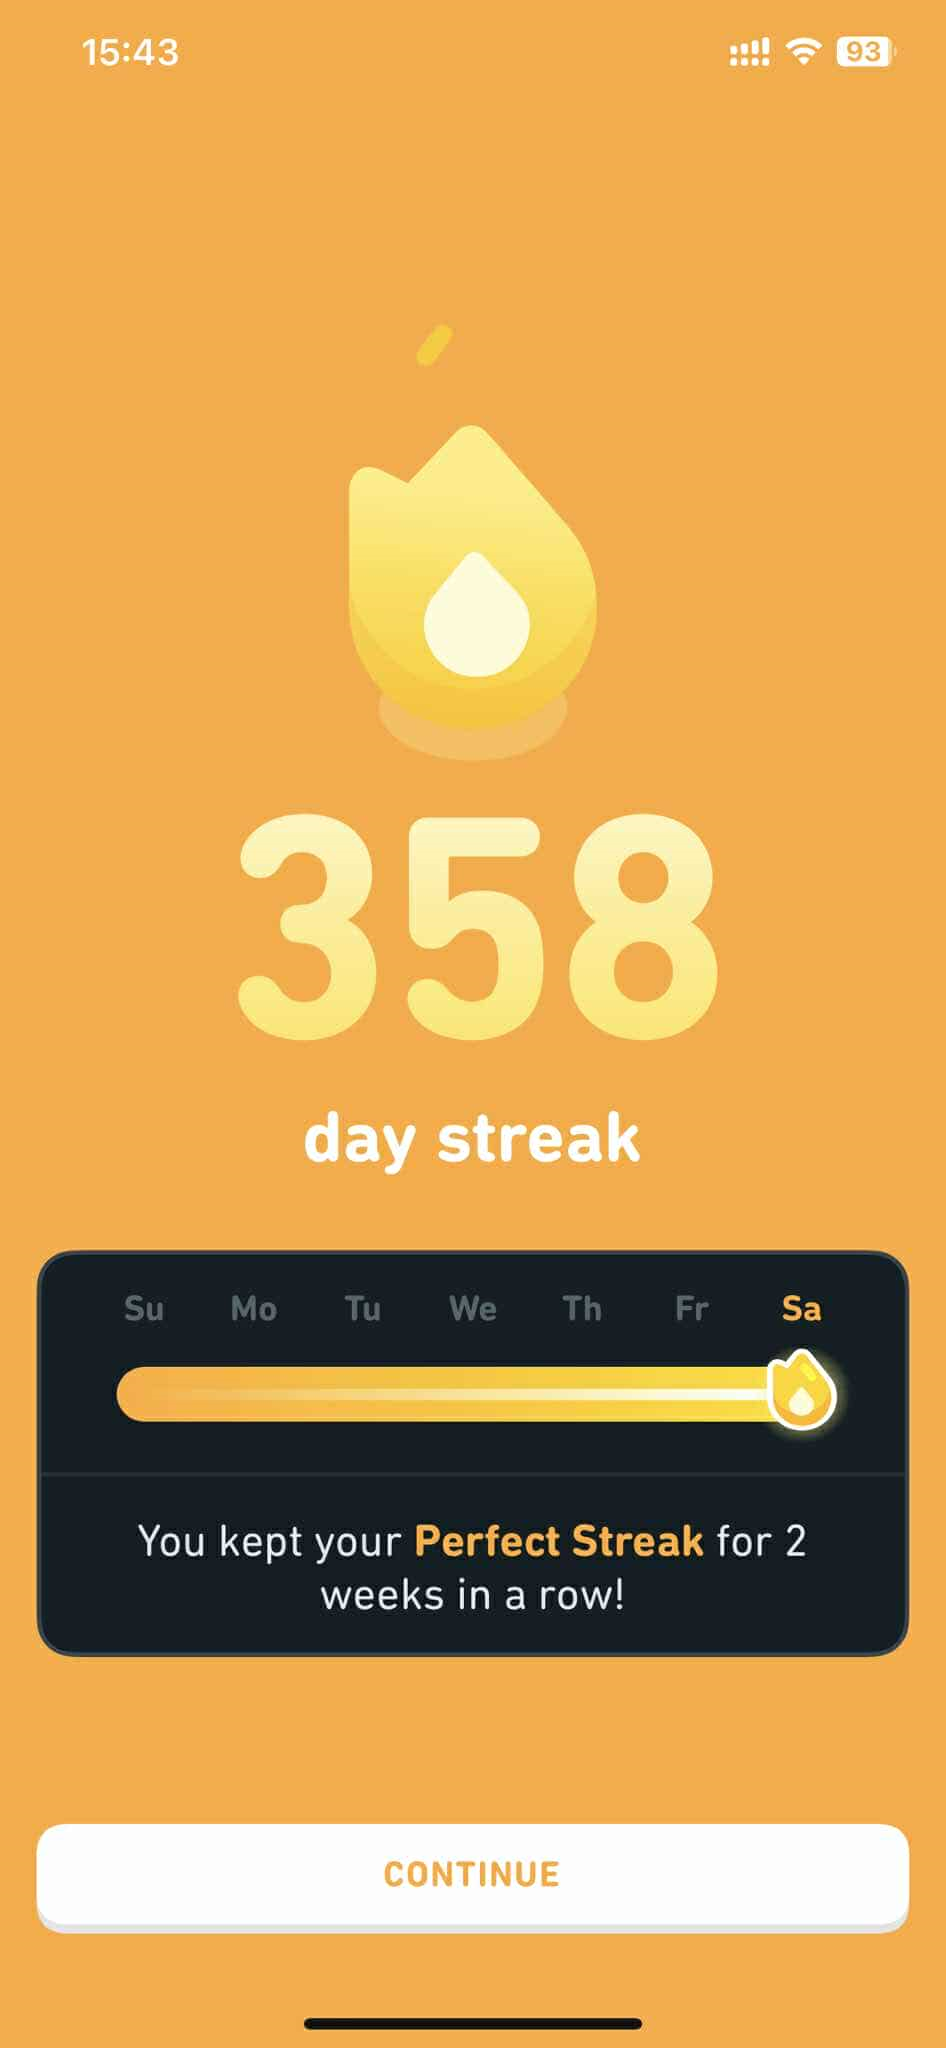 15:43
93
358
day streak
Su Mo Tu We Th Fr Sa
You kept your Perfect Streak for 2
weeks in a row!
CONTINUE